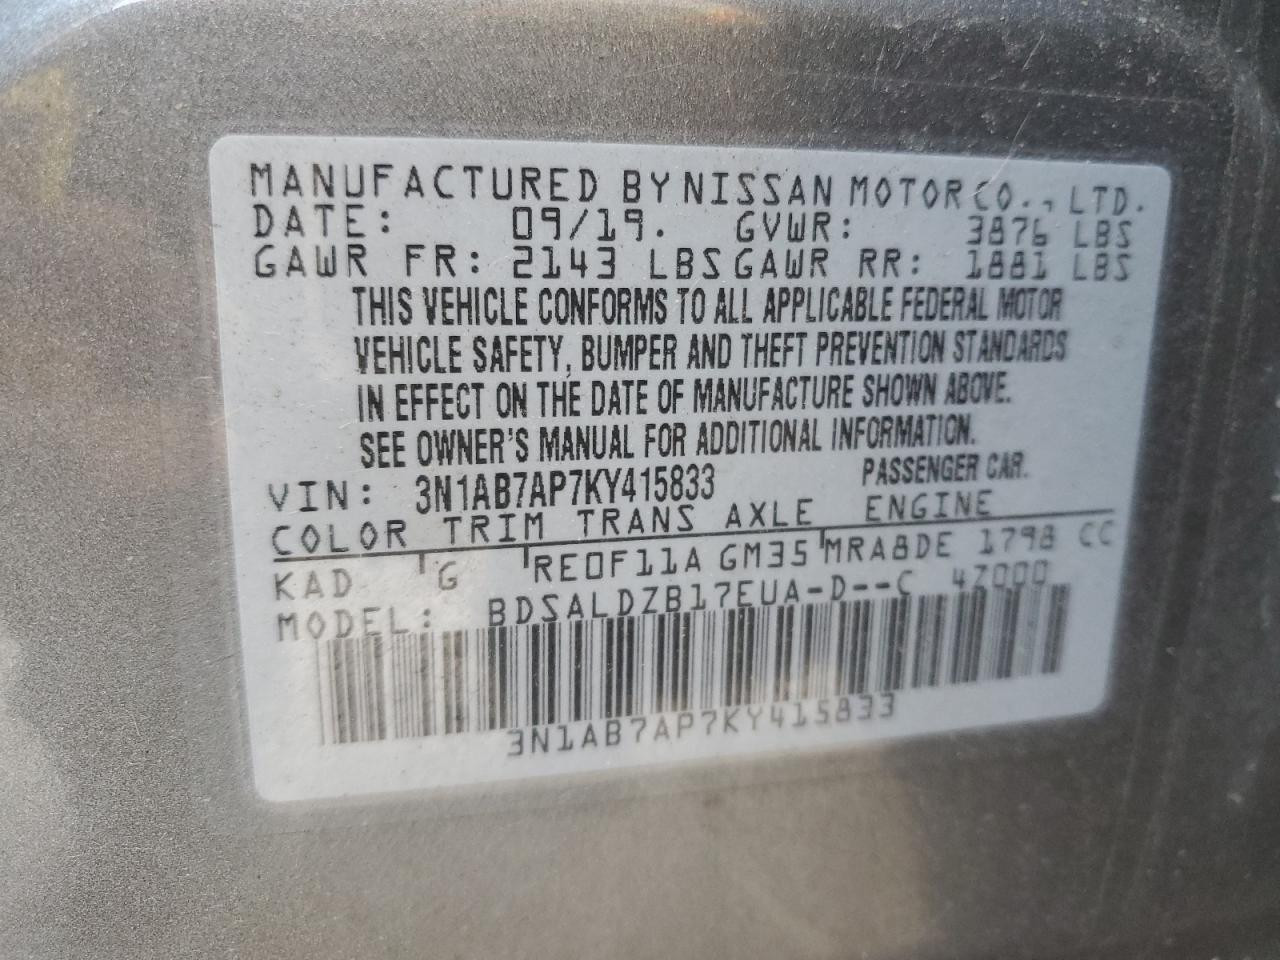 MANUFACTURED BY NISSAN MOTOR CO., LTD.
DATE: 09/19. GVWR: 3876 LBS
GAWR FR: 2143 LBS GAWR RR: 1881 LBS
THIS VEHICLE CONFORMS TO ALL APPLICABLE FEDERAL MOTOR
VEHICLE SAFETY, BUMPER AND THEFT PREVENTION STANDARDS
IN EFFECT ON THE DATE OF MANUFACTURE SHOWN ABOVE.
SEE OWNER'S MANUAL FOR ADDITIONAL INFORMATION.
VIN: 3N1AB7AP7KY415833 PASSENGER CAR.
COLOR TRIM TRANS AXLE ENGINE
KAD G RE0F11A GM35 MRA8DE 1798 CC
MODEL: BDSALDZB17EUA-D--C 47000
3N1AB7AP7KY415833